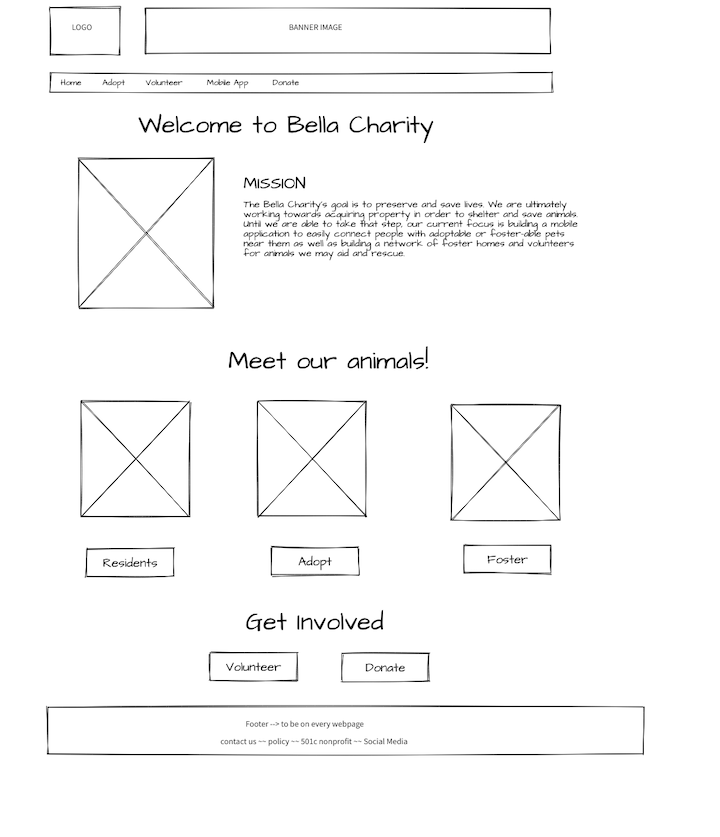 LOGO
BANNER IMAGE
Home Adopt Volunteer Mobile App Donate
Welcome to Bella Charity
MISSION
The Bella Charity's goal is to preserve and save lives. We are ultimately
working towards acquiring property in order to shelter and save animals.
Until we are able to take that step, our current focus is building a mobile
application to easily connect people with adoptable or foster-able pets
near them as well as building a network of foster homes and volunteers
for animals we may aid and rescue.
Meet our animals!
Residents
Adopt
Foster
Get Involved
Volunteer
Donate
Footer --> to be on every webpage
contact us ~~ policy ~~ 501c nonprofit ~~ Social Media